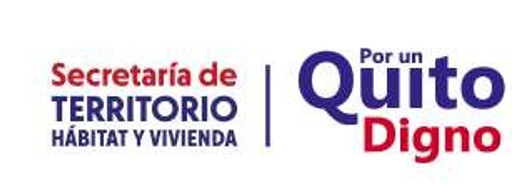 Secretaría de
TERRITORIO
HÁBITAT Y VIVIENDA
Por un
Quito
Digno